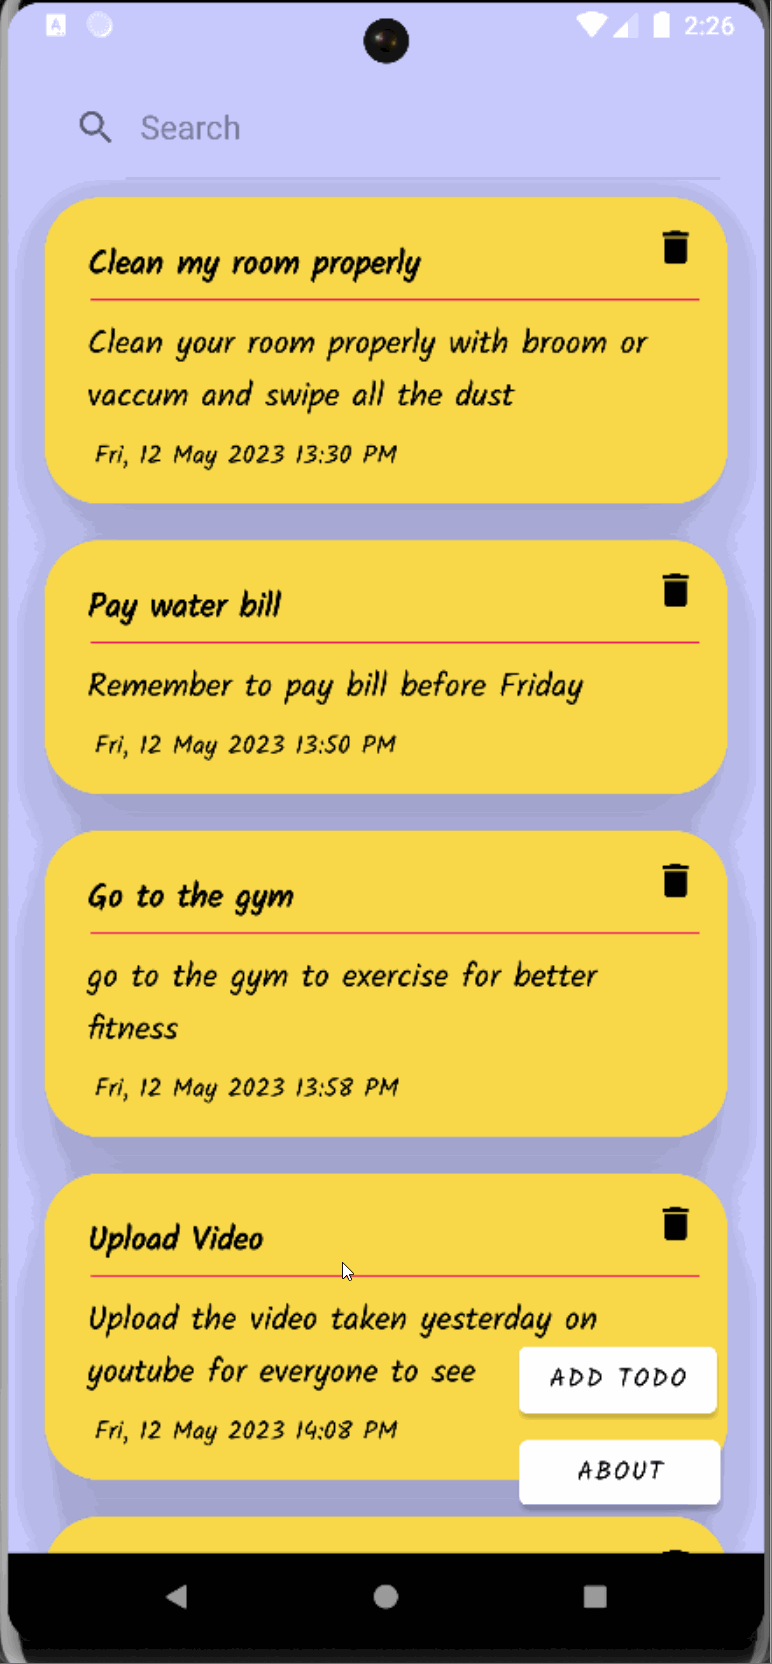 A 2:26
Search
Clean my room properly
Clean your room properly with broom or
vaccum and swipe all the dust
Fri, 12 May 2023 13:30 PM
Pay water bill
Remember to pay bill before Friday
Fri, 12 May 2023 13:50 PM
Go to the gym
go to the gym to exercise for better
fitness
Fri, 12 May 2023 13:58 PM
Upload Video
Upload the video taken yesterday on
youtube for everyone to see
ADD TODO
Fri, 12 May 2023 14:08 PM
ABOUT